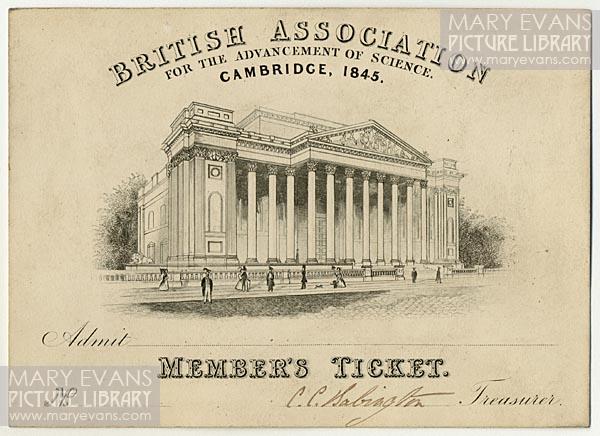 MARY EVANS
PICTURE LIBRARY
www.maryevans.com
BRITISH ASSOCIATION
FOR THE ADVANCEMENT OF SCIENCE.
CAMBRIDGE, 1845.
Admit
MEMBER'S TICKET.
MARY EVANS
PICTURE LIBRARY
www.maryevans.com
C. C. Babington Treasurer.